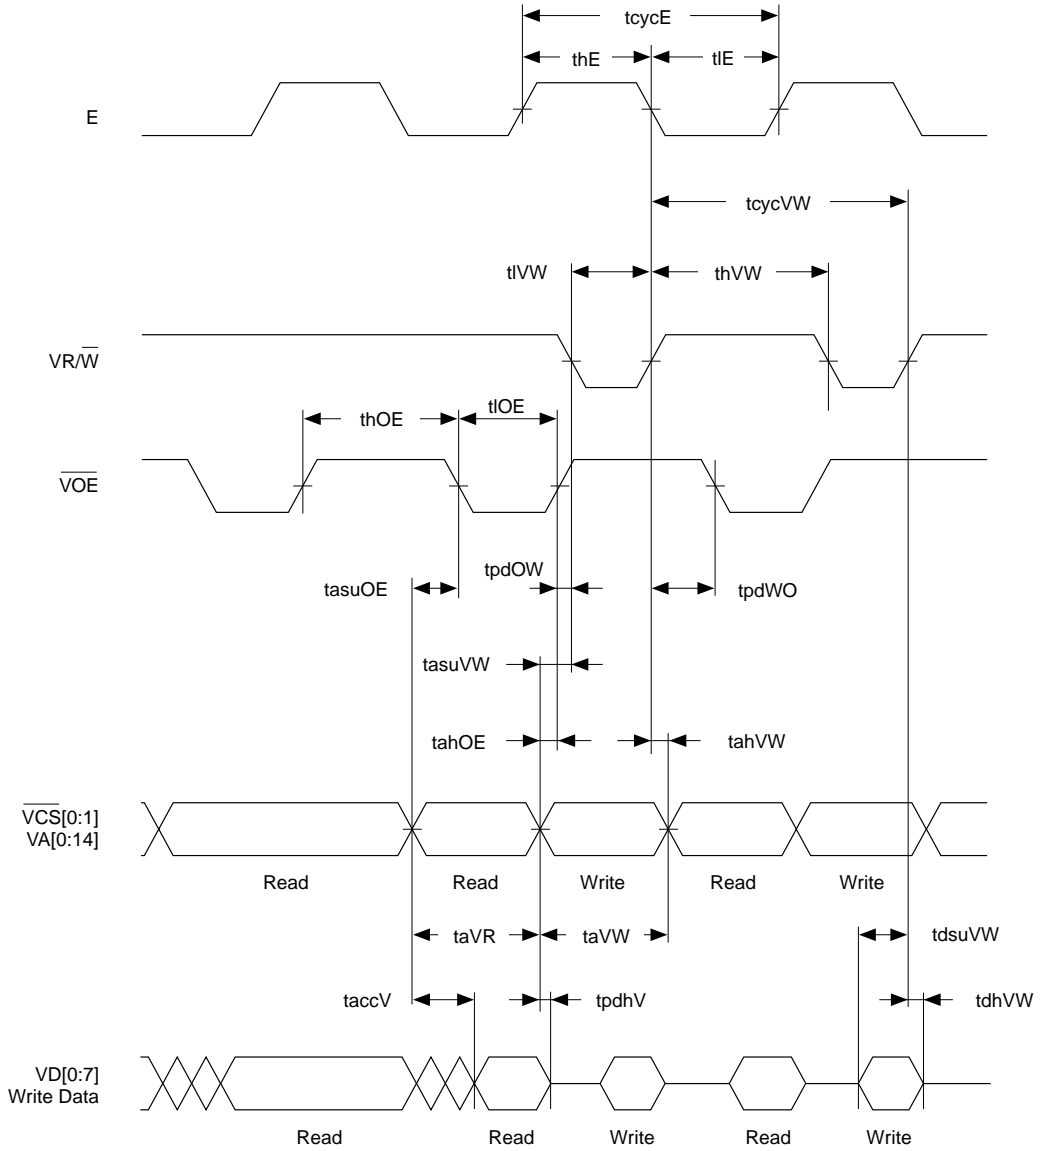 tcycE
thE
tlE
E
tcycVW
tlVW
thVW
VR/W̅
thOE
tlOE
V̅O̅E̅
tasuOE
tpdOW
tpdWO
tasuVW
tahOE
tahVW
V̅C̅S̅[0:1]
VA[0:14]
Read
Read
Write
Read
Write
taVR
taVW
tdsuVW
taccV
tpdhV
tdhVW
VD[0:7]
Write Data
Read
Read
Write
Read
Write